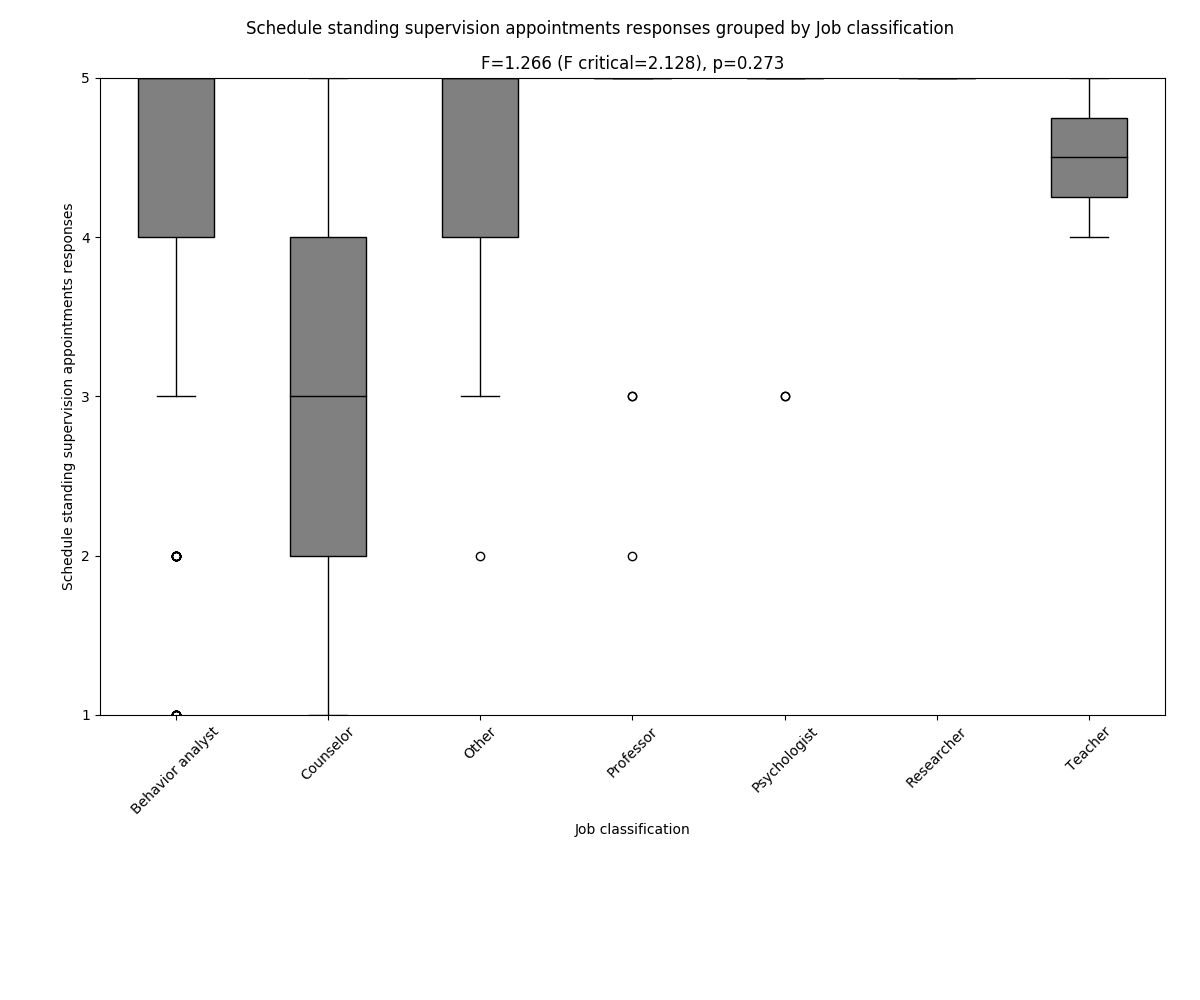 Schedule standing supervision appointments responses grouped by Job classification
F=1.266 (F critical=2.128), p=0.273
5
4
3
2
1
Schedule standing supervision appointments responses
Behavior analyst
Counselor
Other
Professor
Psychologist
Researcher
Teacher
Job classification